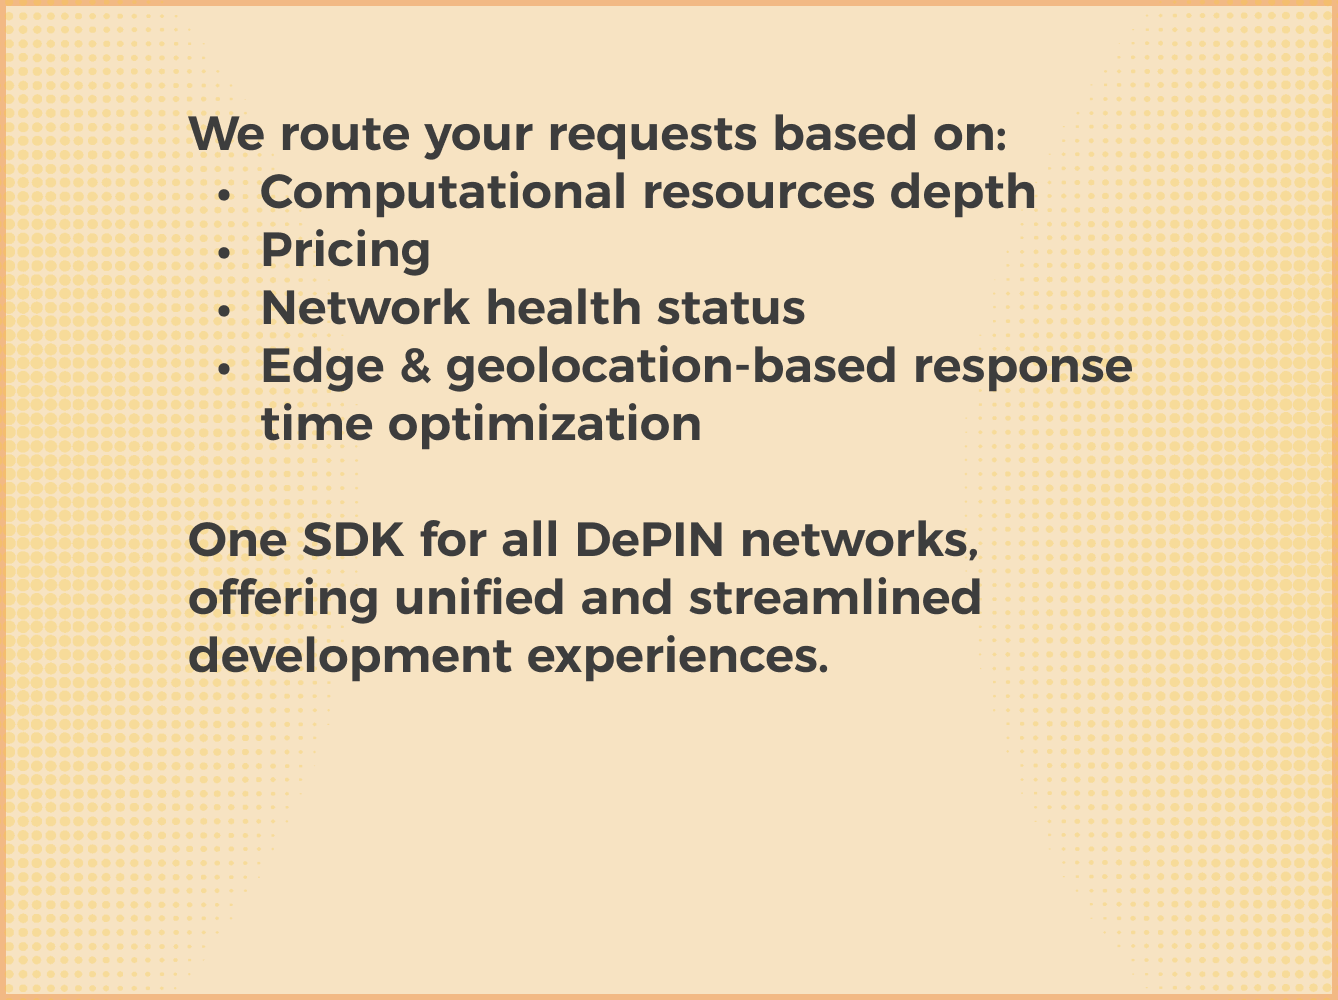 We route your requests based on:
• Computational resources depth
• Pricing
• Network health status
• Edge & geolocation-based response
time optimization
One SDK for all DePIN networks,
offering unified and streamlined
development experiences.